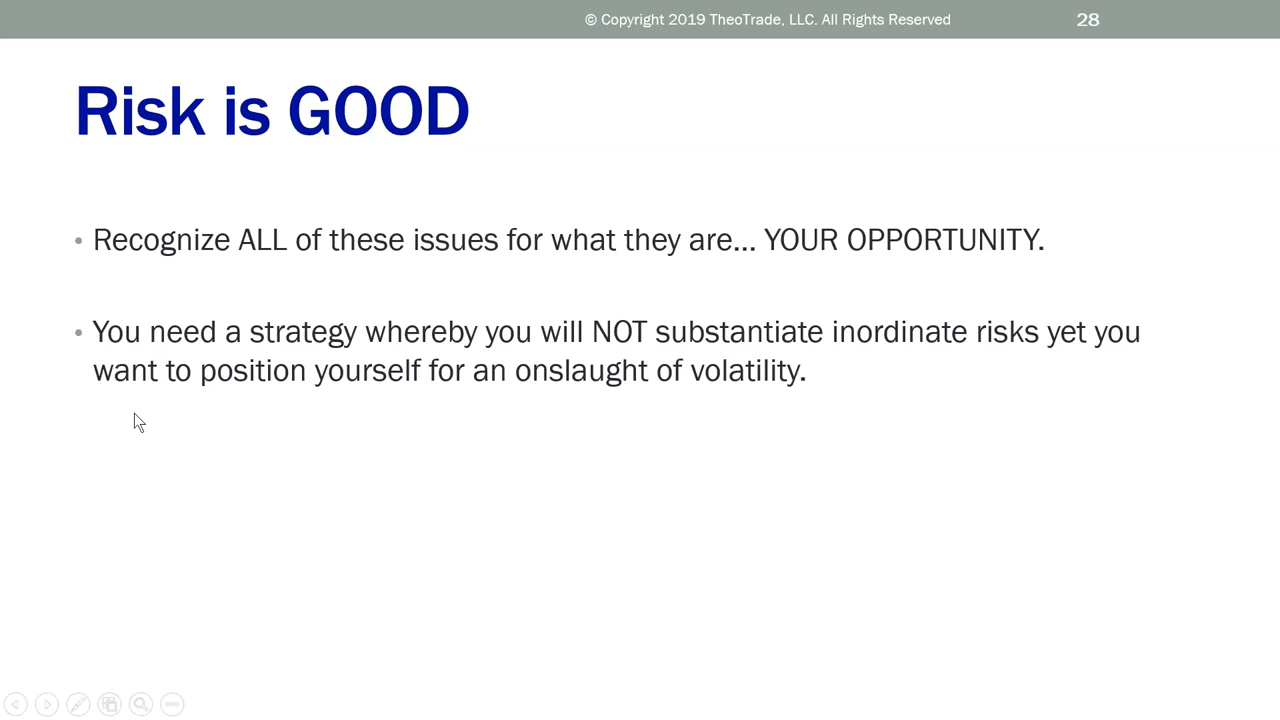 © Copyright 2019 TheoTrade, LLC. All Rights Reserved
28
Risk is GOOD
• Recognize ALL of these issues for what they are... YOUR OPPORTUNITY.
• You need a strategy whereby you will NOT substantiate inordinate risks yet you
want to position yourself for an onslaught of volatility.